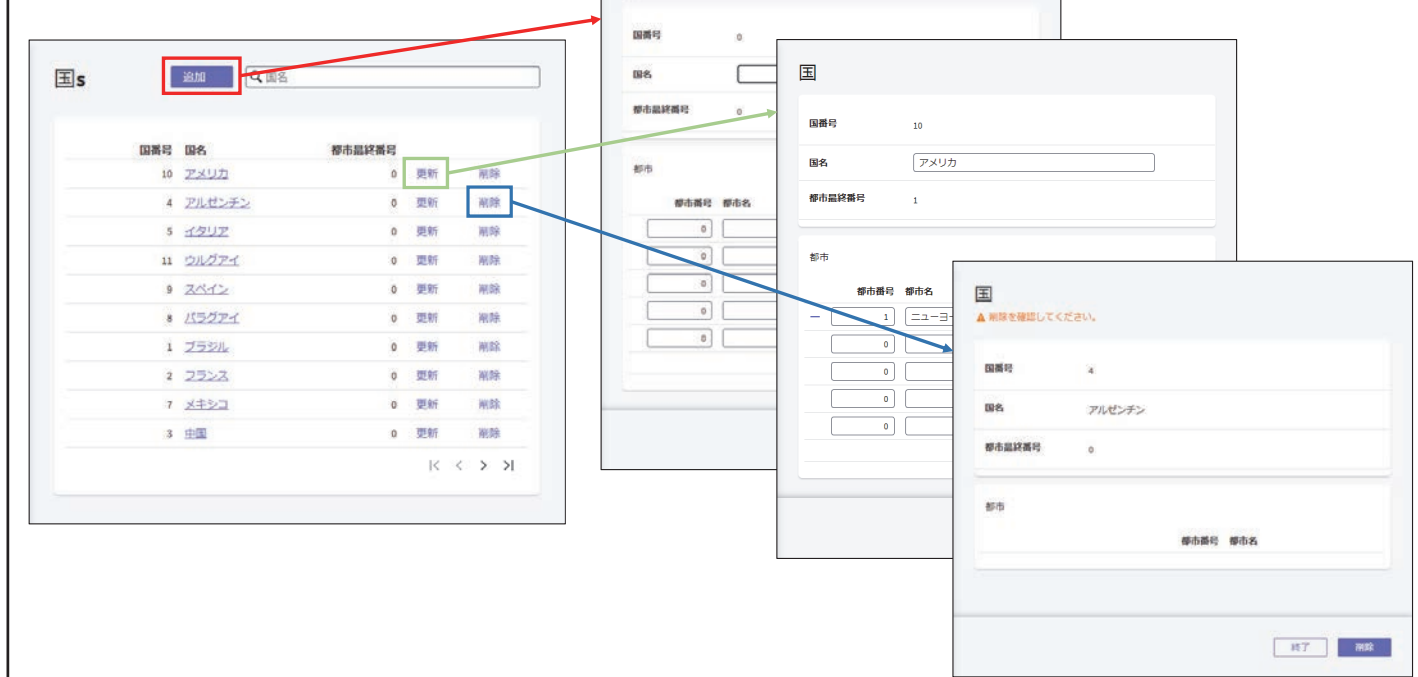 国s
追加
国名
国番号 国名 都市最終番号
10 アメリカ 0 更新 削除
4 アルゼンチン 0 更新 削除
5 イタリア 0 更新 削除
11 ウルグアイ 0 更新 削除
9 スペイン 0 更新 削除
8 パラグアイ 0 更新 削除
1 ブラジル 0 更新 削除
2 フランス 0 更新 削除
7 メキシコ 0 更新 削除
3 中国 0 更新 削除
国番号 0
国名
都市最終番号 0
都市
都市番号 都市名
0
0
0
0
0
国
国番号 10
国名 アメリカ
都市最終番号 1
都市
都市番号 都市名
1 ニューヨー
0
0
0
0
国
削除を確認してください。
国番号 4
国名 アルゼンチン
都市最終番号 0
都市
都市番号 都市名
終了 削除